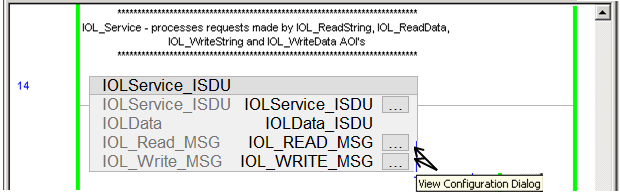 ************************************************************************
IOL_Service - processes requests made by IOL_ReadString, IOL_ReadData,
IOL_WriteString and IOL_WriteData AOI's
************************************************************************
14
IOLService_ISDU
IOLService_ISDU IOLService_ISDU ...
IOLData IOLData_ISDU
IOL_Read_MSG IOL_READ_MSG ...
IOL_Write_MSG IOL_WRITE_MSG ...
View Configuration Dialog